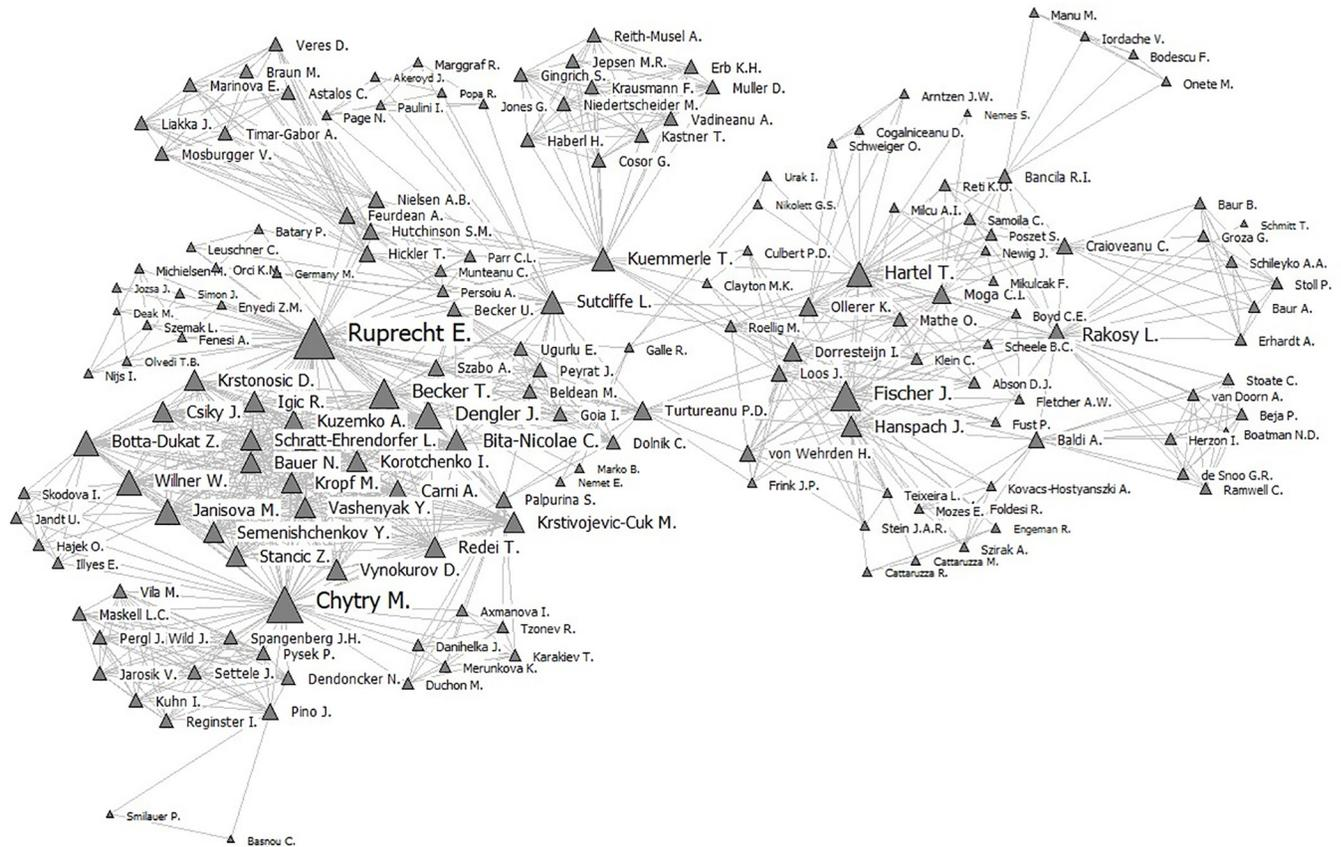 Manu M.
Iordache V.
Bodescu F.
Onete M.
Veres D.
Reith-Musel A.
Marggraf R.
Jepsen M.R.
Erb K.H.
Braun M.
Akeroyd J.
Gingrich S.
Marinova E.
Astalos C.
Popa R.
Krausmann F.
Muller D.
Paulini I.
Jones G.
Niedertscheider M.
Arntzen J.W.
Page N.
Vadineanu A.
Nemes S.
Liakka J.
Timar-Gabor A.
Kastner T.
Cogalniceanu D.
Haberl H.
Schweiger O.
Mosburgger V.
Cosor G.
Urak I.
Bancila R.I.
Reti K.O.
Nielsen A.B.
Nikolett G.S.
Milcu A.I.
Baur B.
Feurdean A.
Samoila C.
Schmitt T.
Batary P.
Hutchinson S.M.
Poszet S.
Groza G.
Leuschner C.
Hickler T.
Parr C.L.
Kuemmerle T.
Culbert P.D.
Newig J.
Craioveanu C.
Michielsen M.
Orci K.M.
Germany M.
Munteanu C.
Hartel T.
Schileyko A.A.
Jozsa J.
Simon J.
Persoiu A.
Clayton M.K.
Mikulcak F.
Stoll P.
Enyedi Z.M.
Becker U.
Sutcliffe L.
Ollerer K.
Moga C.I.
Deak M.
Boyd C.E.
Baur A.
Szemak L.
Ruprecht E.
Roellig M.
Mathe O.
Rakosy L.
Fenesi A.
Ugurlu E.
Galle R.
Dorresteijn I.
Scheele B.C.
Erhardt A.
Olvedi T.B.
Szabo A.
Peyrat J.
Loos J.
Klein C.
Nijs I.
Krstonosic D.
Becker T.
Beldean M.
Fischer J.
Abson D.J.
Stoate C.
Igic R.
van Doorn A.
Csiky J.
Kuzemko A.
Dengler J.
Goia I.
Turtureanu P.D.
Fletcher A.W.
Beja P.
Botta-Dukat Z.
Schratt-Ehrendorfer L.
Bita-Nicolae C.
Dolnik C.
Hanspach J.
Fust P.
Baldi A.
Herzon I.
Boatman N.D.
Bauer N.
Korotchenko I.
von Wehrden H.
Willner W.
Kropf M.
Marko B.
de Snoo G.R.
Carni A.
Nemet E.
Frink J.P.
Ramwell C.
Skodova I.
Palpurina S.
Teixeira L.
Kovacs-Hostyanszki A.
Janisova M.
Vashenyak Y.
Mozes E.
Foldesi R.
Jandt U.
Krstivojevic-Cuk M.
Stein J.A.R.
Engeman R.
Semenishchenkov Y.
Hajek O.
Redei T.
Szirak A.
Stancic Z.
Illyes E.
Vynokurov D.
Cattaruzza M.
Cattaruzza R.
Vila M.
Chytry M.
Maskell L.C.
Axmanova I.
Tzonev R.
Pergl J.
Wild J.
Spangenberg J.H.
Danihelka J.
Pysek P.
Karakiev T.
Jarosik V.
Settele J.
Dendoncker N.
Merunkova K.
Duchon M.
Kuhn I.
Pino J.
Reginster I.
Smilauer P.
Basnou C.